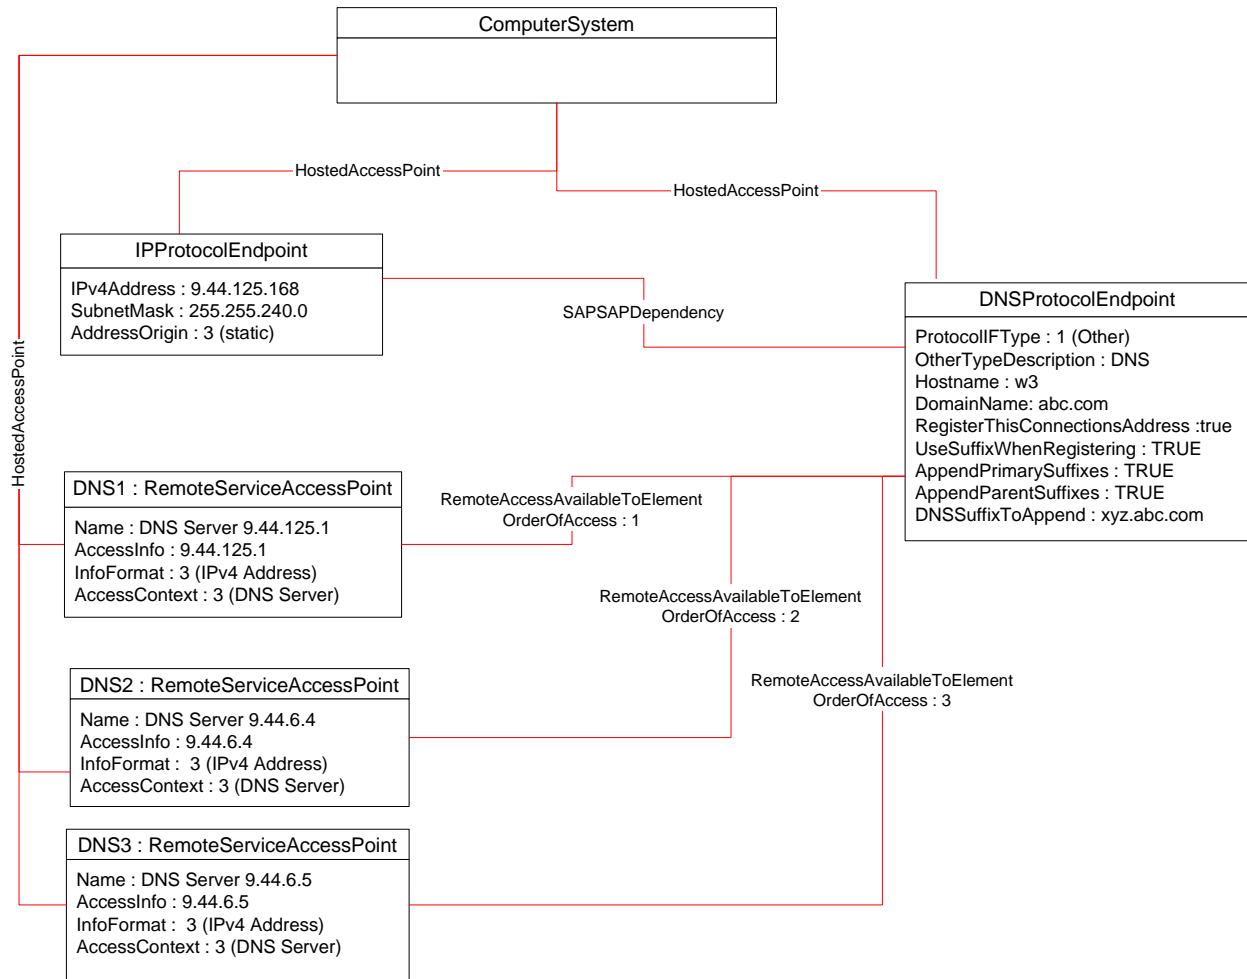 ComputerSystem
HostedAccessPoint
HostedAccessPoint
HostedAccessPoint
IPProtocolEndpoint
IPv4Address : 9.44.125.168
SubnetMask : 255.255.240.0
AddressOrigin : 3 (static)
SAPSAPDependency
DNSProtocolEndpoint
ProtocolIFType : 1 (Other)
OtherTypeDescription : DNS
Hostname : w3
DomainName: abc.com
RegisterThisConnectionsAddress :true
UseSuffixWhenRegistering : TRUE
AppendPrimarySuffixes : TRUE
AppendParentSuffixes : TRUE
DNSSuffixToAppend : xyz.abc.com
DNS1 : RemoteServiceAccessPoint
Name : DNS Server 9.44.125.1
AccessInfo : 9.44.125.1
InfoFormat : 3 (IPv4 Address)
AccessContext : 3 (DNS Server)
RemoteAccessAvailableToElement
OrderOfAccess : 1
RemoteAccessAvailableToElement
OrderOfAccess : 2
RemoteAccessAvailableToElement
OrderOfAccess : 3
DNS2 : RemoteServiceAccessPoint
Name : DNS Server 9.44.6.4
AccessInfo : 9.44.6.4
InfoFormat :  3 (IPv4 Address)
AccessContext : 3 (DNS Server)
DNS3 : RemoteServiceAccessPoint
Name : DNS Server 9.44.6.5
AccessInfo : 9.44.6.5
InfoFormat :  3 (IPv4 Address)
AccessContext : 3 (DNS Server)